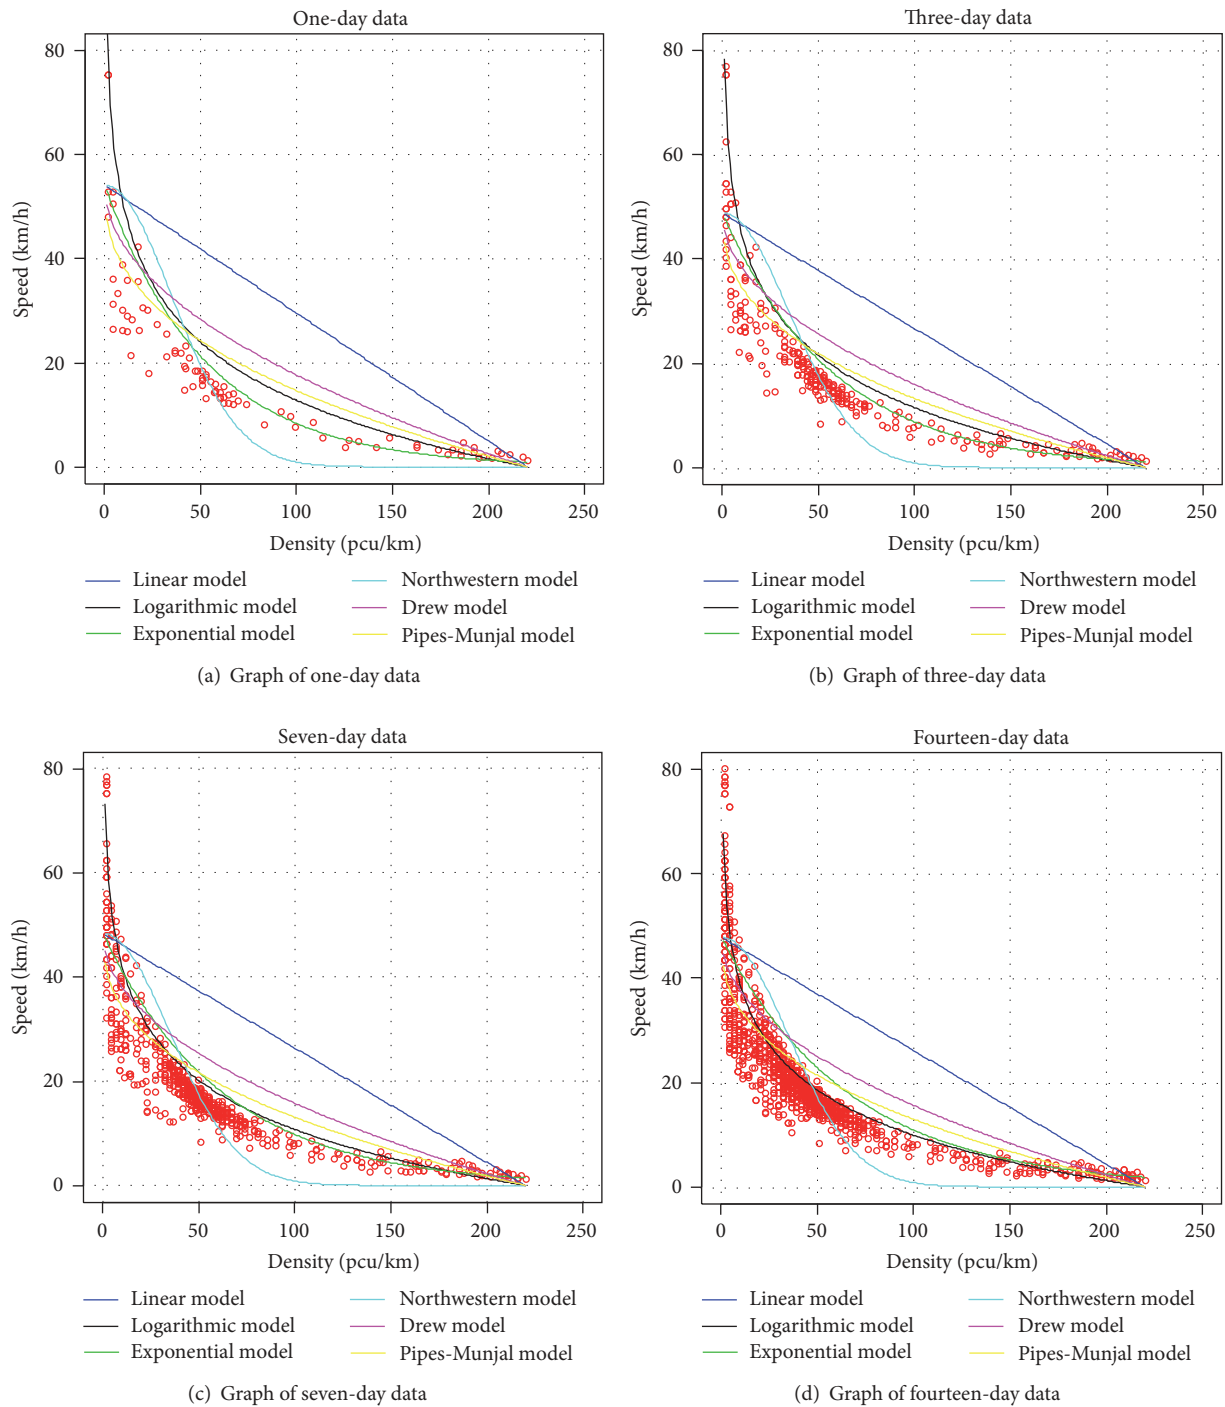 One-day data
Three-day data
80
60
40
20
0
Speed (km/h)
0 50 100 150 200 250
Density (pcu/km)
Linear model
Logarithmic model
Exponential model
Northwestern model
Drew model
Pipes-Munjal model
(a) Graph of one-day data
80
60
40
20
0
Speed (km/h)
0 50 100 150 200 250
Density (pcu/km)
Linear model
Logarithmic model
Exponential model
Northwestern model
Drew model
Pipes-Munjal model
(b) Graph of three-day data
Seven-day data
80
60
40
20
0
Speed (km/h)
0 50 100 150 200 250
Density (pcu/km)
Linear model
Logarithmic model
Exponential model
Northwestern model
Drew model
Pipes-Munjal model
(c) Graph of seven-day data
Fourteen-day data
80
60
40
20
0
Speed (km/h)
0 50 100 150 200 250
Density (pcu/km)
Linear model
Logarithmic model
Exponential model
Northwestern model
Drew model
Pipes-Munjal model
(d) Graph of fourteen-day data